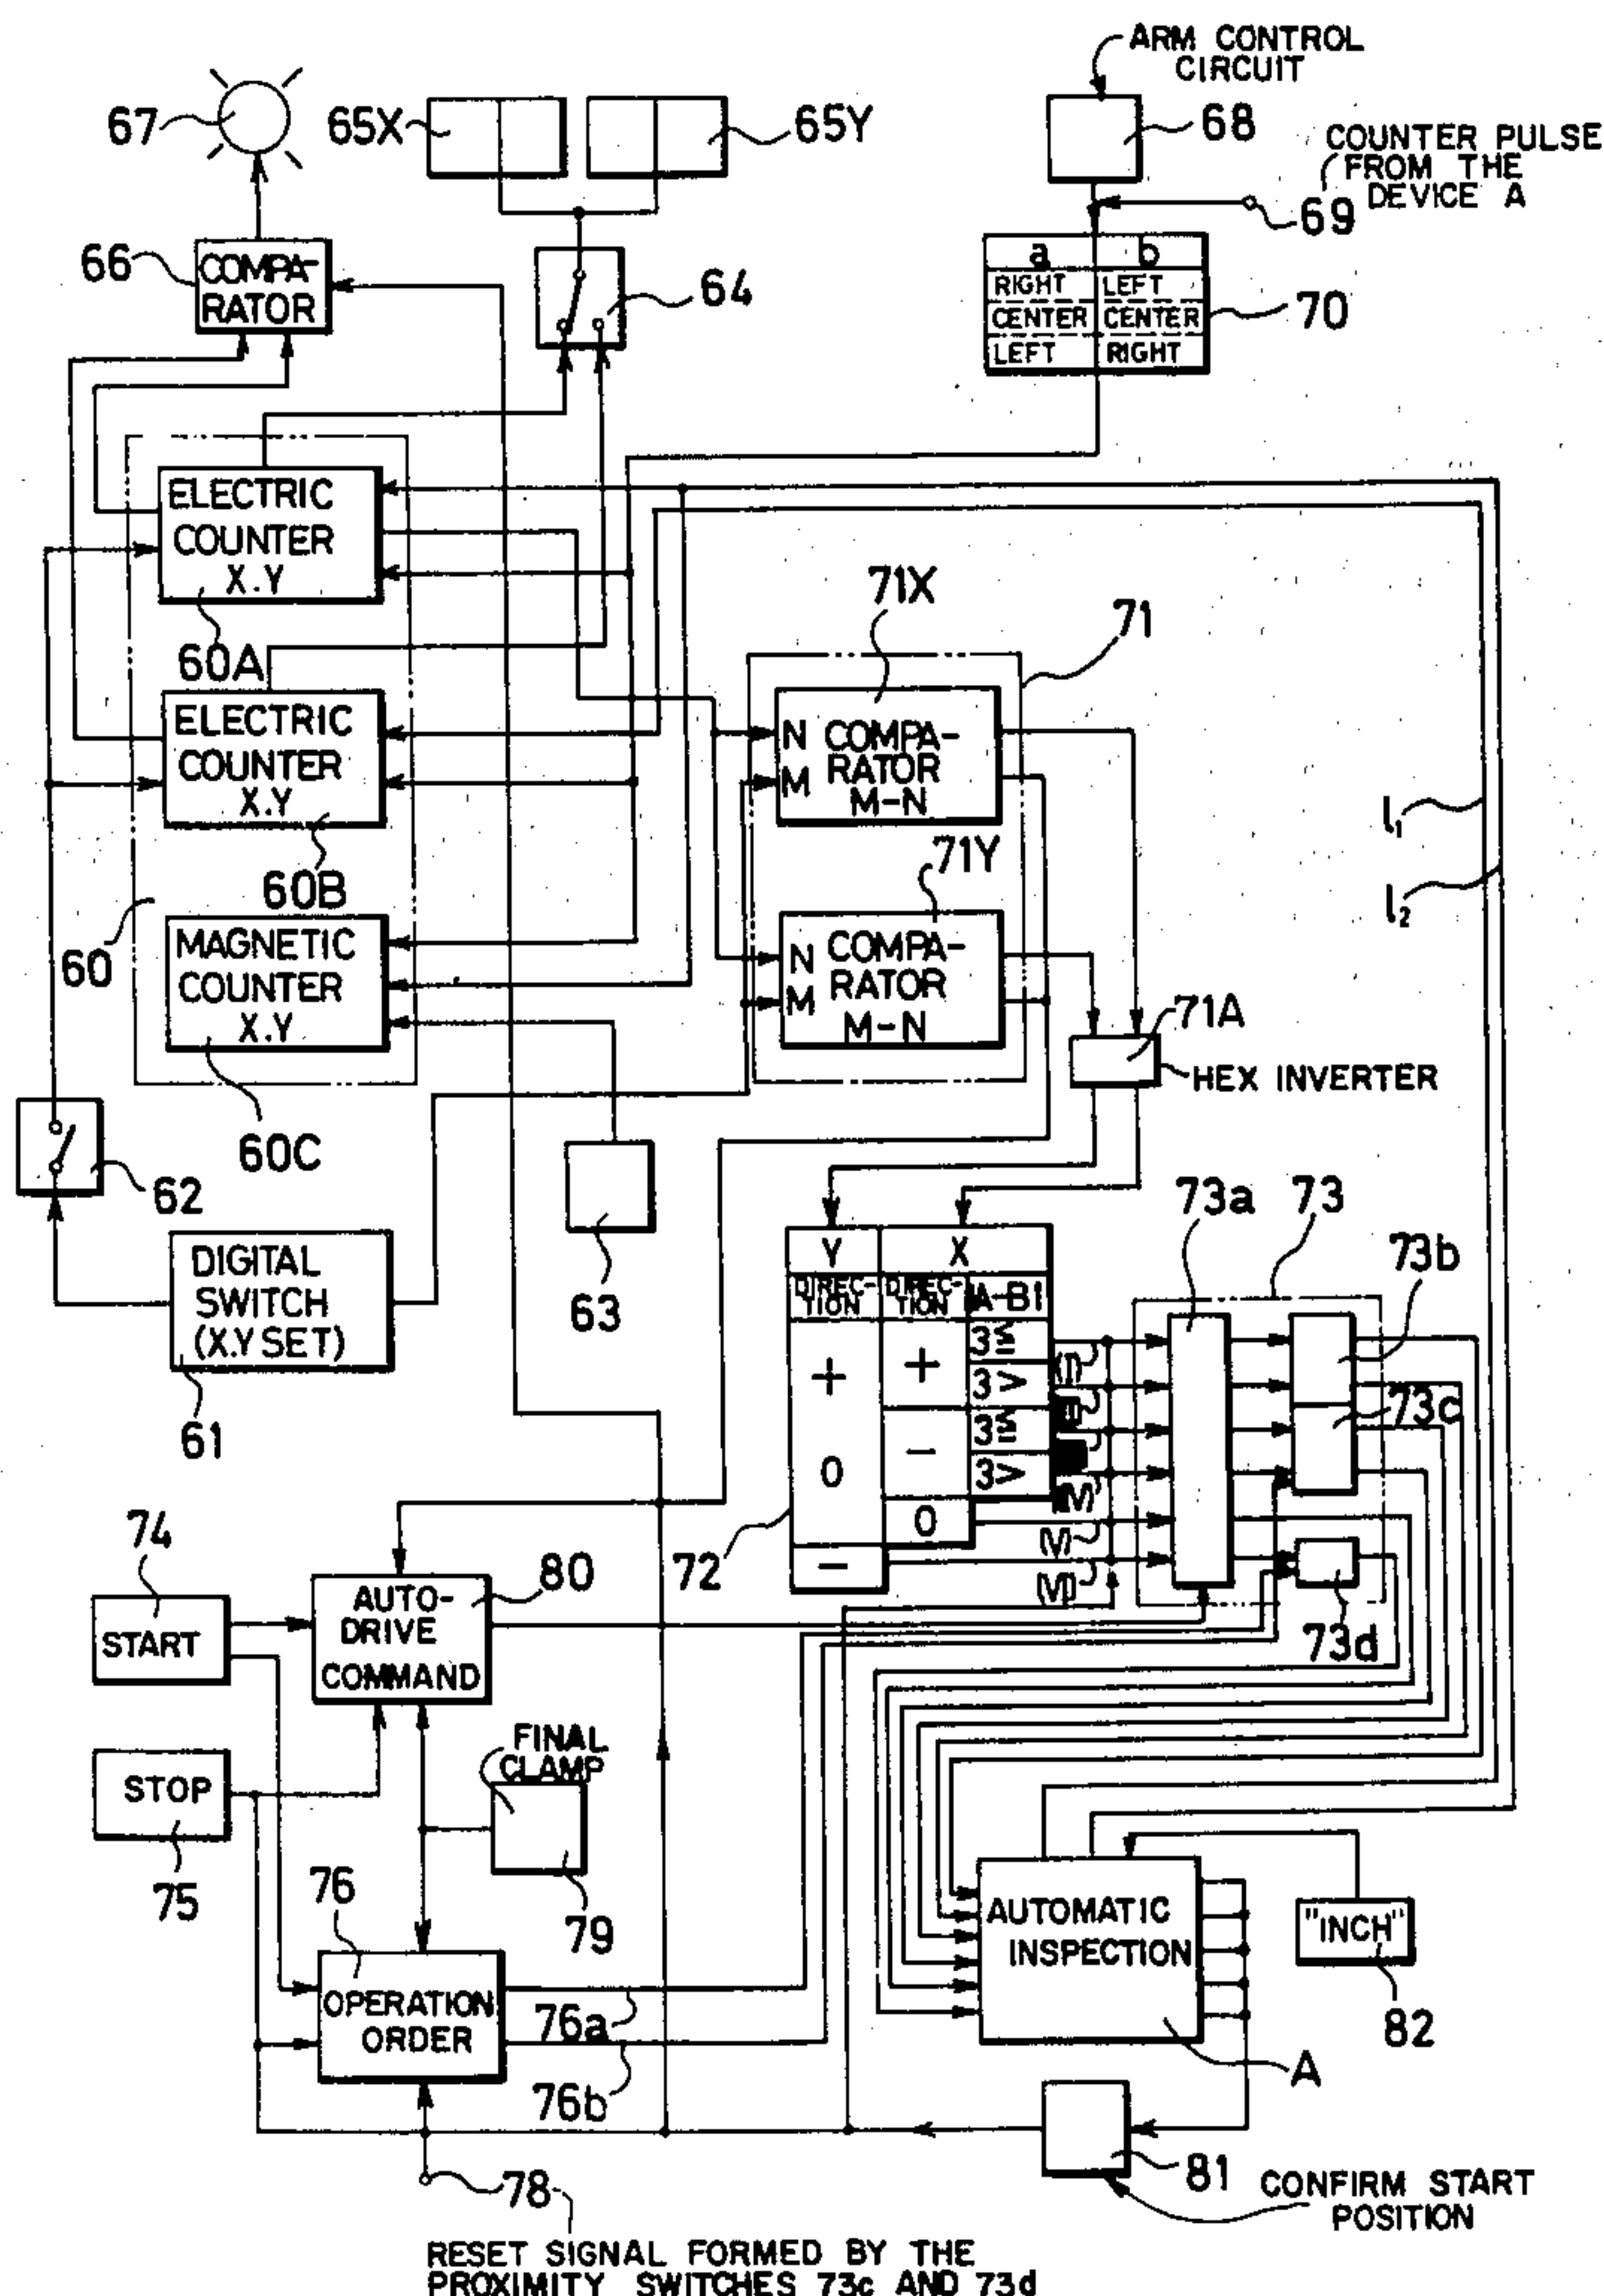 ARM CONTROL
CIRCUIT
67
65X
65Y
68
COUNTER PULSE
FROM THE
DEVICE A
69
66
COMPA-
RATOR
64
a b
RIGHT LEFT
CENTER CENTER
LEFT RIGHT
70
ELECTRIC
COUNTER
X.Y
60A
71X
71
ELECTRIC
COUNTER
X.Y
60B
N COMPA-
M RATOR
M-N
l1
71Y
l2
60
MAGNETIC
COUNTER
X.Y
60C
N COMPA-
M RATOR
M-N
71A
HEX INVERTER
62
63
DIGITAL
SWITCH
(X.Y SET)
61
73a
73
73b
Y X
DIREC-
TION
DIREC-
TION
A-B1
+ + 3≦
3>
0 - 3≦
3>
0
-
(I)
(V)
(VI)
73c
72
73d
74
START
AUTO-
DRIVE
COMMAND
80
STOP
75
FINAL
CLAMP
79
76
OPERATION
ORDER
76a
76b
AUTOMATIC
INSPECTION
A
"INCH"
82
81
CONFIRM START
POSITION
78
RESET SIGNAL FORMED BY THE
PROXIMITY SWITCHES 73c AND 73d